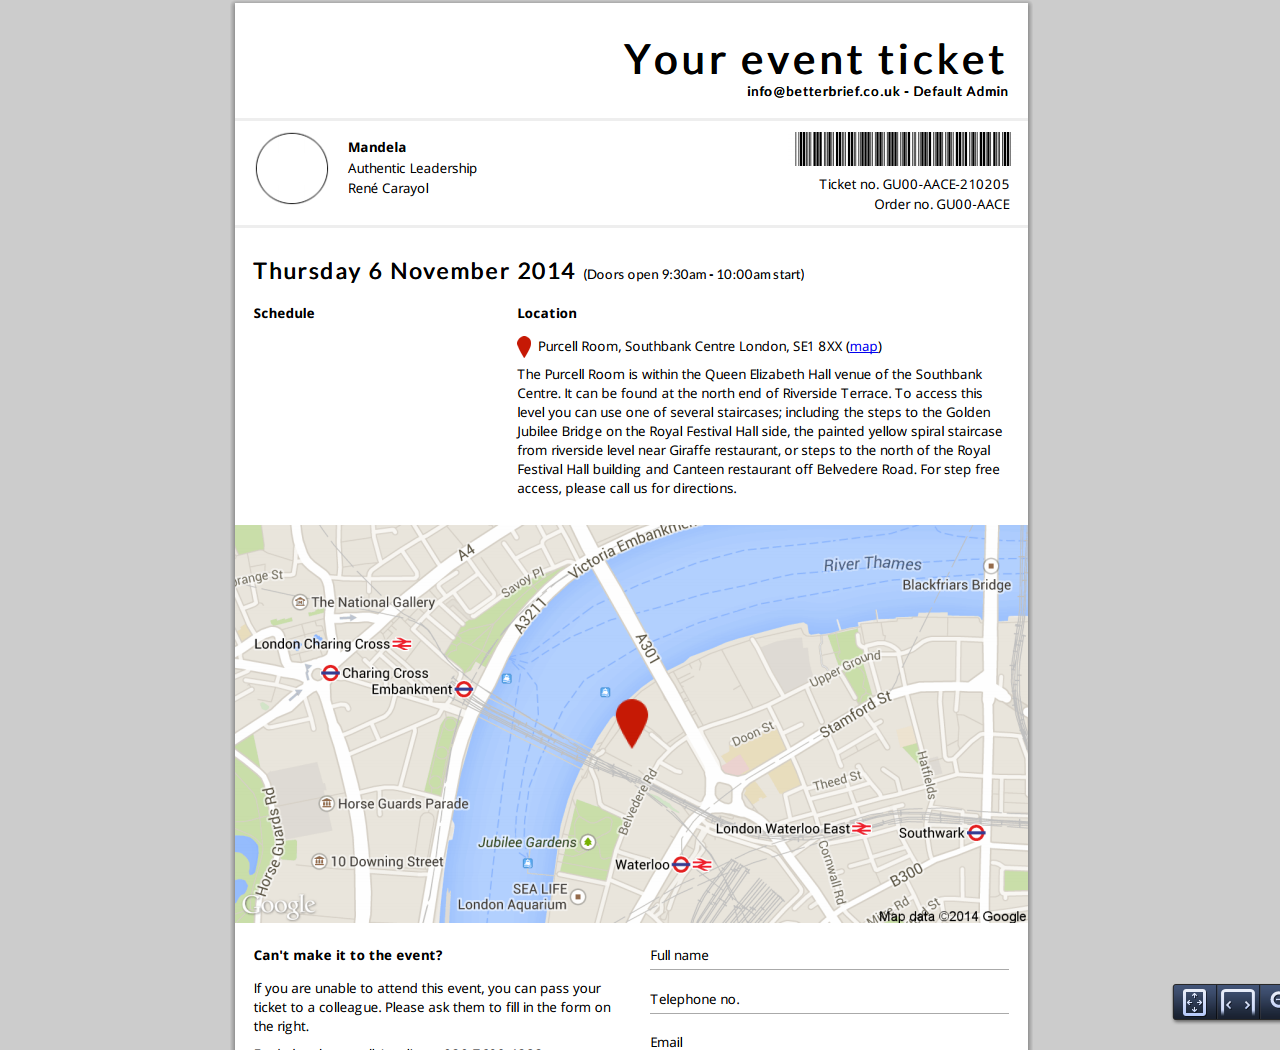 Your event ticket
info@betterbrief.co.uk - Default Admin
Mandela
Authentic Leadership
René Carayol
Ticket no. GU00-AACE-210205
Order no. GU00-AACE
Thursday 6 November 2014 (Doors open 9:30am - 10:00am start)
Schedule
Location
Purcell Room, Southbank Centre London, SE1 8XX (map)
The Purcell Room is within the Queen Elizabeth Hall venue of the Southbank
Centre. It can be found at the north end of Riverside Terrace. To access this
level you can use one of several staircases; including the steps to the Golden
Jubilee Bridge on the Royal Festival Hall side, the painted yellow spiral staircase
from riverside level near Giraffe restaurant, or steps to the north of the Royal
Festival Hall building and Canteen restaurant off Belvedere Road. For step free
access, please call us for directions.
A4
Victoria Embankmen
River Thames
Blackfriars Bridge
range St
Savoy Pl
The National Gallery
A3211
A301
London Charing Cross
Charing Cross
Embankment
Upper Ground
Stamford St
Doon St
Hatfields
Theed St
Horse Guards Rd
Horse Guards Parade
Belvedere Rd
London Waterloo East
Southwark
Jubilee Gardens
10 Downing Street
Waterloo
Cornwall Rd
B300
SEA LIFE
London Aquarium
Google
Map data ©2014 Google
Can't make it to the event?
If you are unable to attend this event, you can pass your
ticket to a colleague. Please ask them to fill in the form on
the right.
Full name
Telephone no.
Email